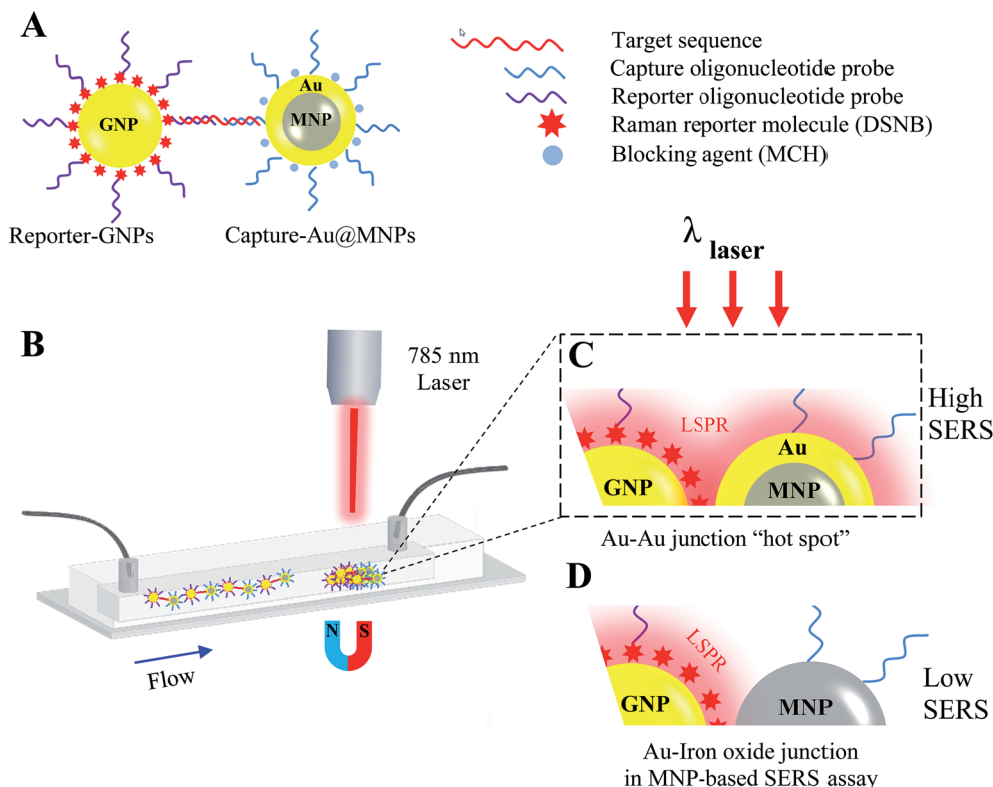 A
GNP
Au
MNP
Reporter-GNPs
Capture-Au@MNPs
Target sequence
Capture oligonucleotide probe
Reporter oligonucleotide probe
Raman reporter molecule (DSNB)
Blocking agent (MCH)
λ laser
B
785 nm
Laser
N S
Flow
C
LSPR
GNP
Au
MNP
High
SERS
Au-Au junction “hot spot”
D
LSPR
GNP
MNP
Low
SERS
Au-Iron oxide junction
in MNP-based SERS assay